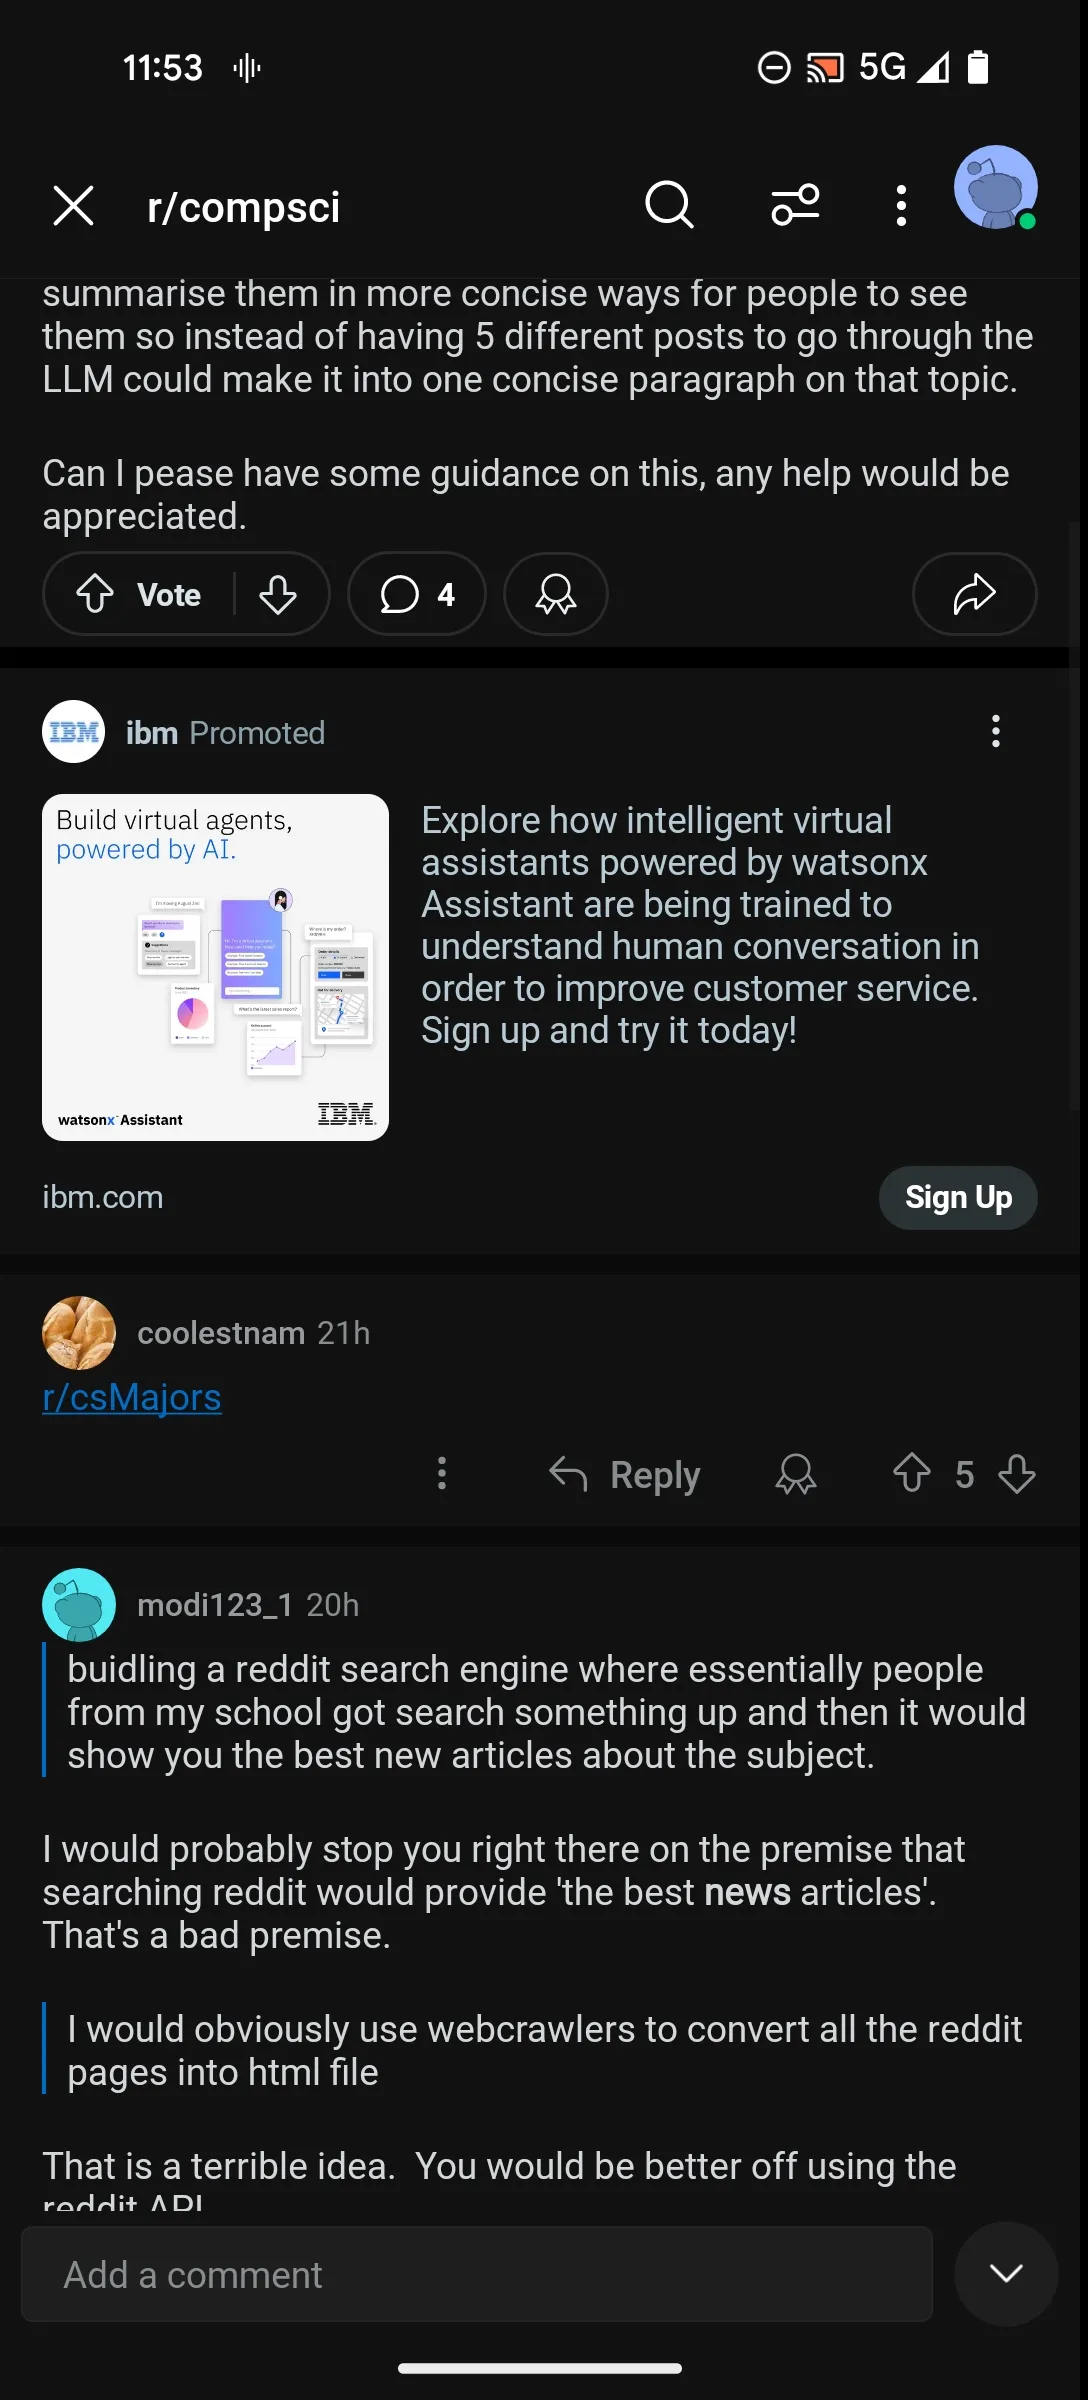 11:53
5G
r/compsci
summarise them in more concise ways for people to see
them so instead of having 5 different posts to go through the
LLM could make it into one concise paragraph on that topic.
Can I pease have some guidance on this, any help would be
appreciated.
Vote
4
IBM
ibm Promoted
Build virtual agents,
powered by AI.
watsonx Assistant
IBM
Explore how intelligent virtual
assistants powered by watsonx
Assistant are being trained to
understand human conversation in
order to improve customer service.
Sign up and try it today!
ibm.com
Sign Up
coolestnam 21h
r/csMajors
Reply
5
modi123_1 20h
buidling a reddit search engine where essentially people
from my school got search something up and then it would
show you the best new articles about the subject.
I would probably stop you right there on the premise that
searching reddit would provide 'the best news articles'.
That's a bad premise.
I would obviously use webcrawlers to convert all the reddit
pages into html file
That is a terrible idea.  You would be better off using the
reddit API
Add a comment